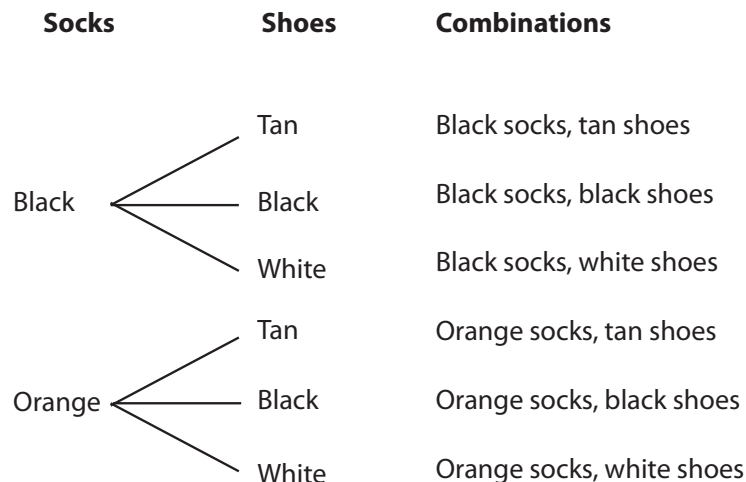 Socks Shoes Combinations
Tan Black socks, tan shoes
Black Black Black socks, black shoes
White Black socks, white shoes
Tan Orange socks, tan shoes
Orange Black Orange socks, black shoes
White Orange socks, white shoes